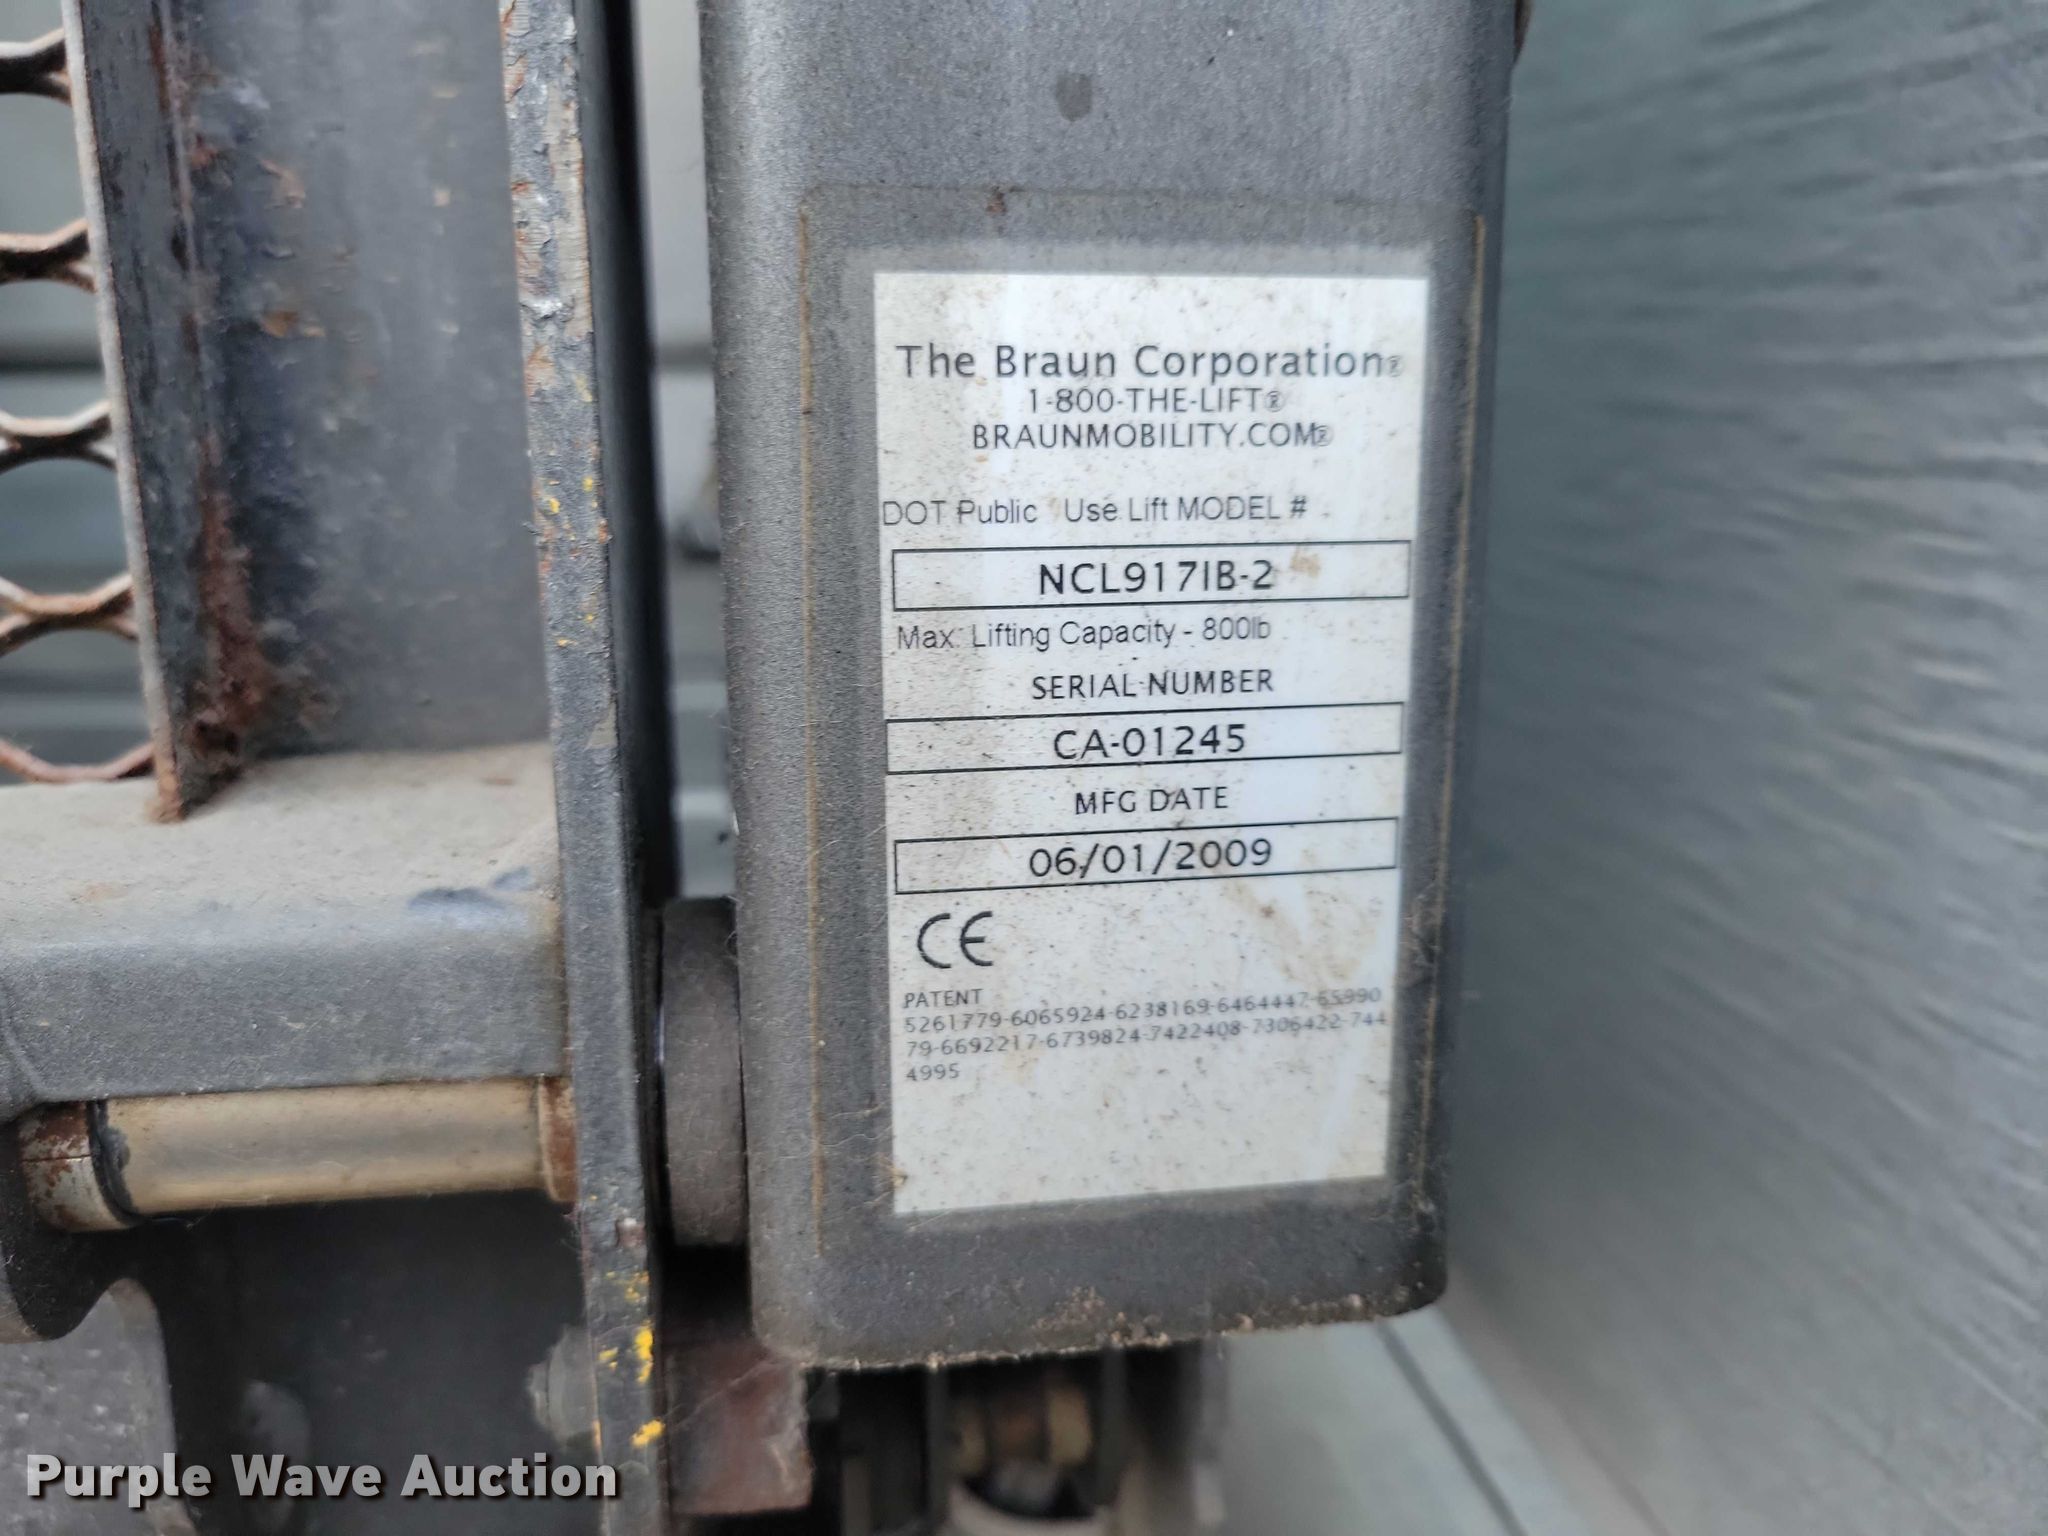 The Braun Corporation®
1-800-THE-LIFT®
BRAUNMOBILITY.COM®
DOT Public Use Lift MODEL #
NCL917IB-2
Max. Lifting Capacity - 800lb
SERIAL NUMBER
CA-01245
MFG DATE
06/01/2009
CE
PATENT
5261779-6065924-6238169-6464447-65990
79-6692217-6739824-7422408-7306422-744
4995
Purple Wave Auction